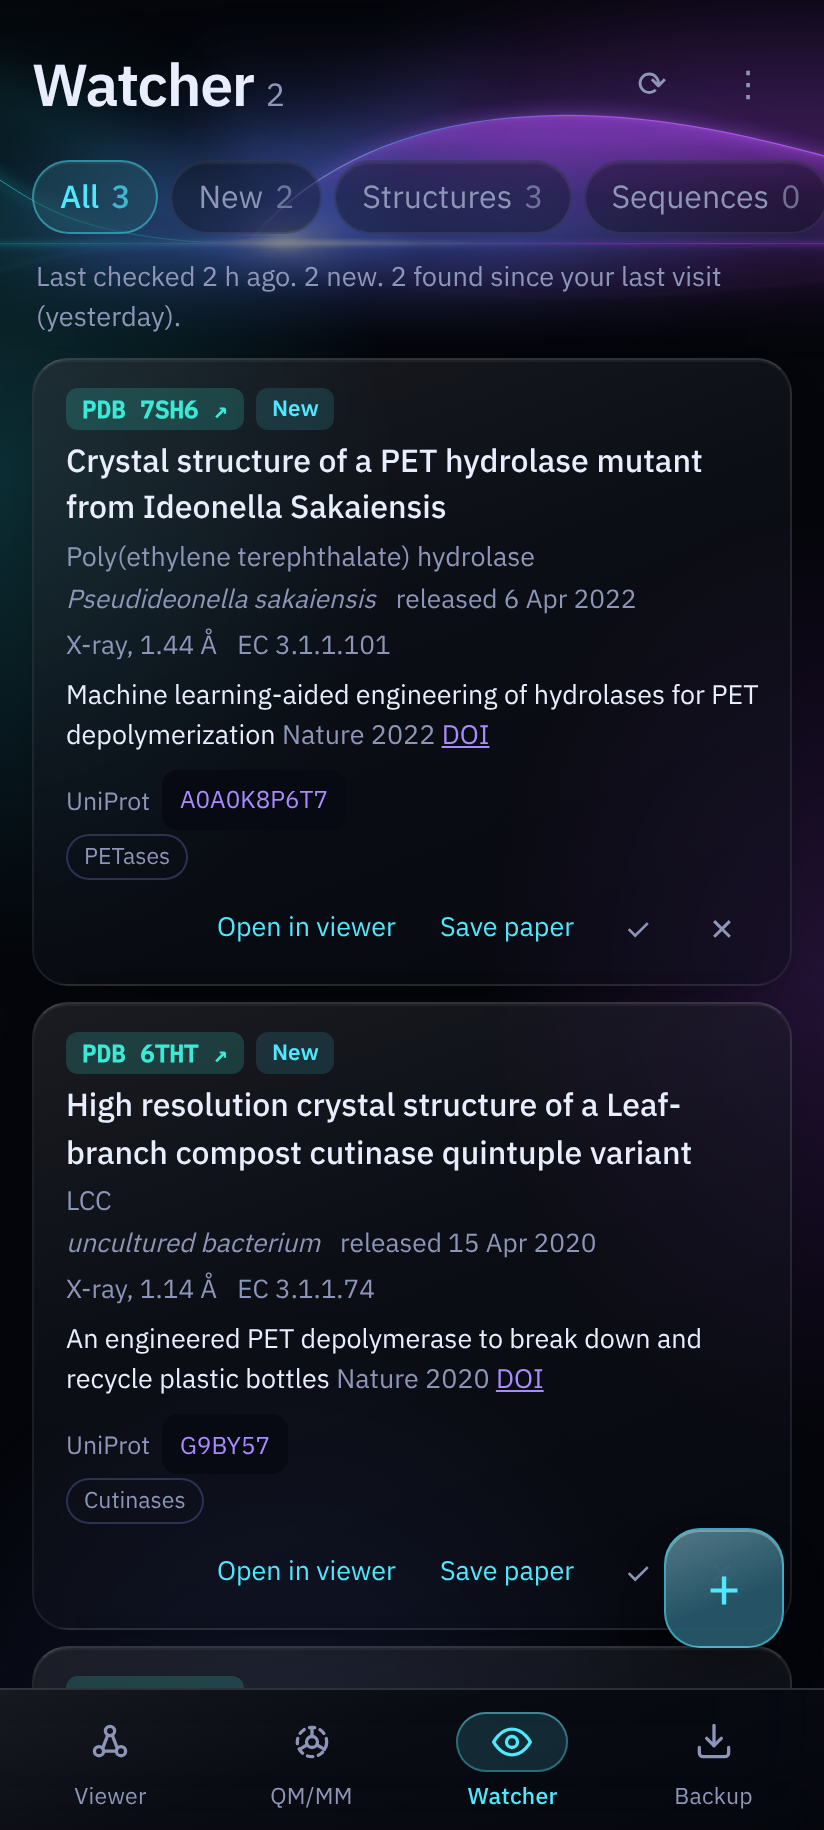 Watcher 2
All 3 New 2 Structures 3 Sequences 0
Last checked 2 h ago. 2 new. 2 found since your last visit
(yesterday).
PDB 7SH6 ↗ New
Crystal structure of a PET hydrolase mutant
from Ideonella Sakaiensis
Poly(ethylene terephthalate) hydrolase
Pseudideonella sakaiensis released 6 Apr 2022
X-ray, 1.44 Å EC 3.1.1.101
Machine learning-aided engineering of hydrolases for PET
depolymerization Nature 2022 DOI
UniProt A0A0K8P6T7
PETases
Open in viewer Save paper ✓ ✕
PDB 6THT ↗ New
High resolution crystal structure of a Leaf-
branch compost cutinase quintuple variant
LCC
uncultured bacterium released 15 Apr 2020
X-ray, 1.14 Å EC 3.1.1.74
An engineered PET depolymerase to break down and
recycle plastic bottles Nature 2020 DOI
UniProt G9BY57
Cutinases
Open in viewer Save paper ✓
+
Viewer QM/MM Watcher Backup